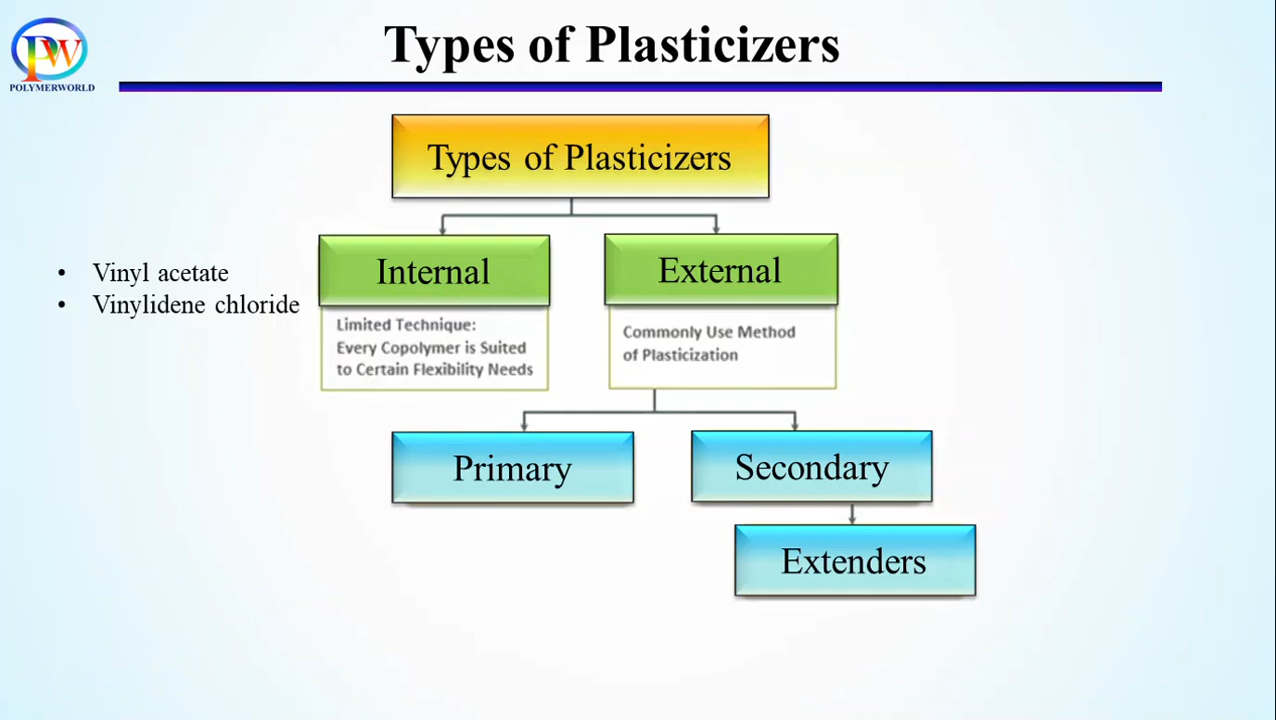 Types of Plasticizers
PW
POLYMERWORLD
Types of Plasticizers
• Vinyl acetate
• Vinylidene chloride
Internal
Limited Technique:
Every Copolymer is Suited
to Certain Flexibility Needs
External
Commonly Use Method
of Plasticization
Primary
Secondary
Extenders